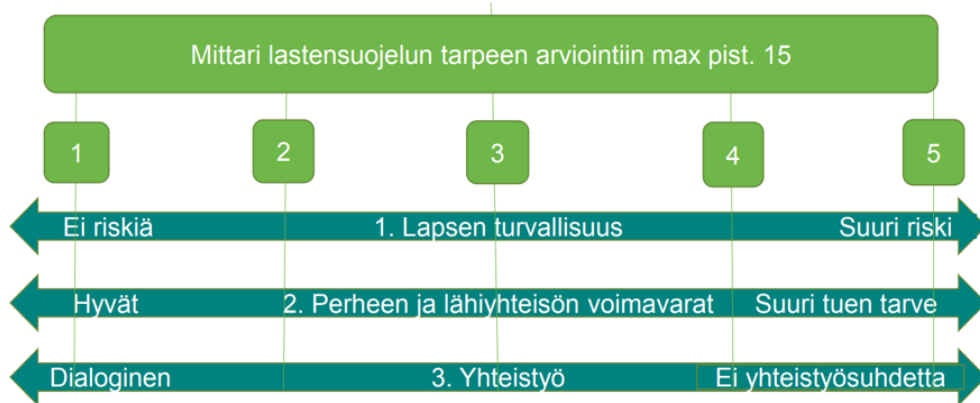 Mittari lastensuojelun tarpeen arviointiin max pist. 15
1 2 3 4 5
Ei riskiä 1. Lapsen turvallisuus Suuri riski
Hyvät 2. Perheen ja lähiyhteisön voimavarat Suuri tuen tarve
Dialoginen 3. Yhteistyö Ei yhteistyösuhdetta